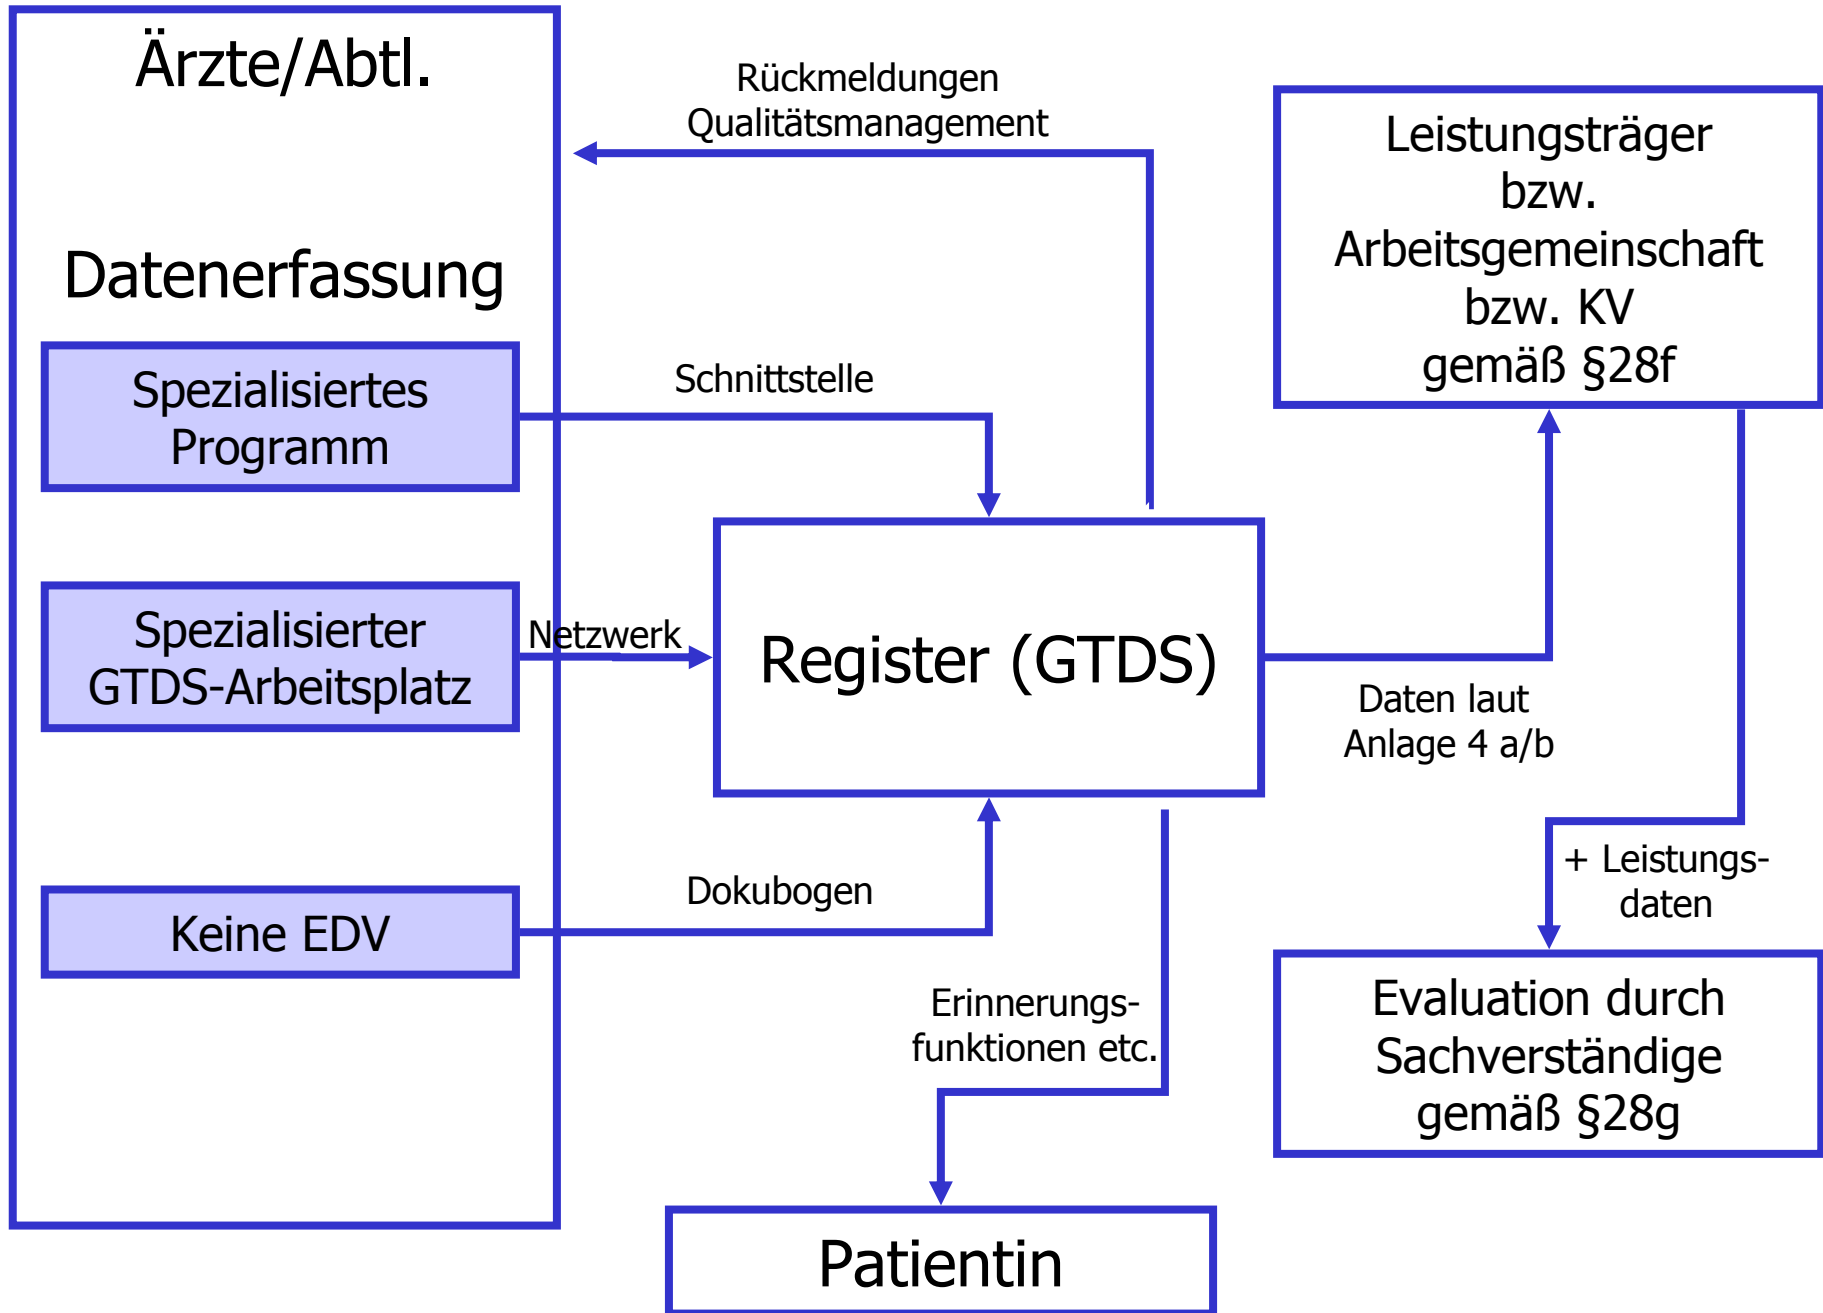 Ärzte/Abtl.
Datenerfassung
Spezialisiertes
Programm
Spezialisierter
GTDS-Arbeitsplatz
Keine EDV
Rückmeldungen
Qualitätsmanagement
Schnittstelle
Netzwerk
Dokubogen
Register (GTDS)
Erinnerungs-
funktionen etc.
Patientin
Leistungsträger
bzw.
Arbeitsgemeinschaft
bzw. KV
gemäß §28f
Daten laut
Anlage 4 a/b
+ Leistungs-
daten
Evaluation durch
Sachverständige
gemäß §28g